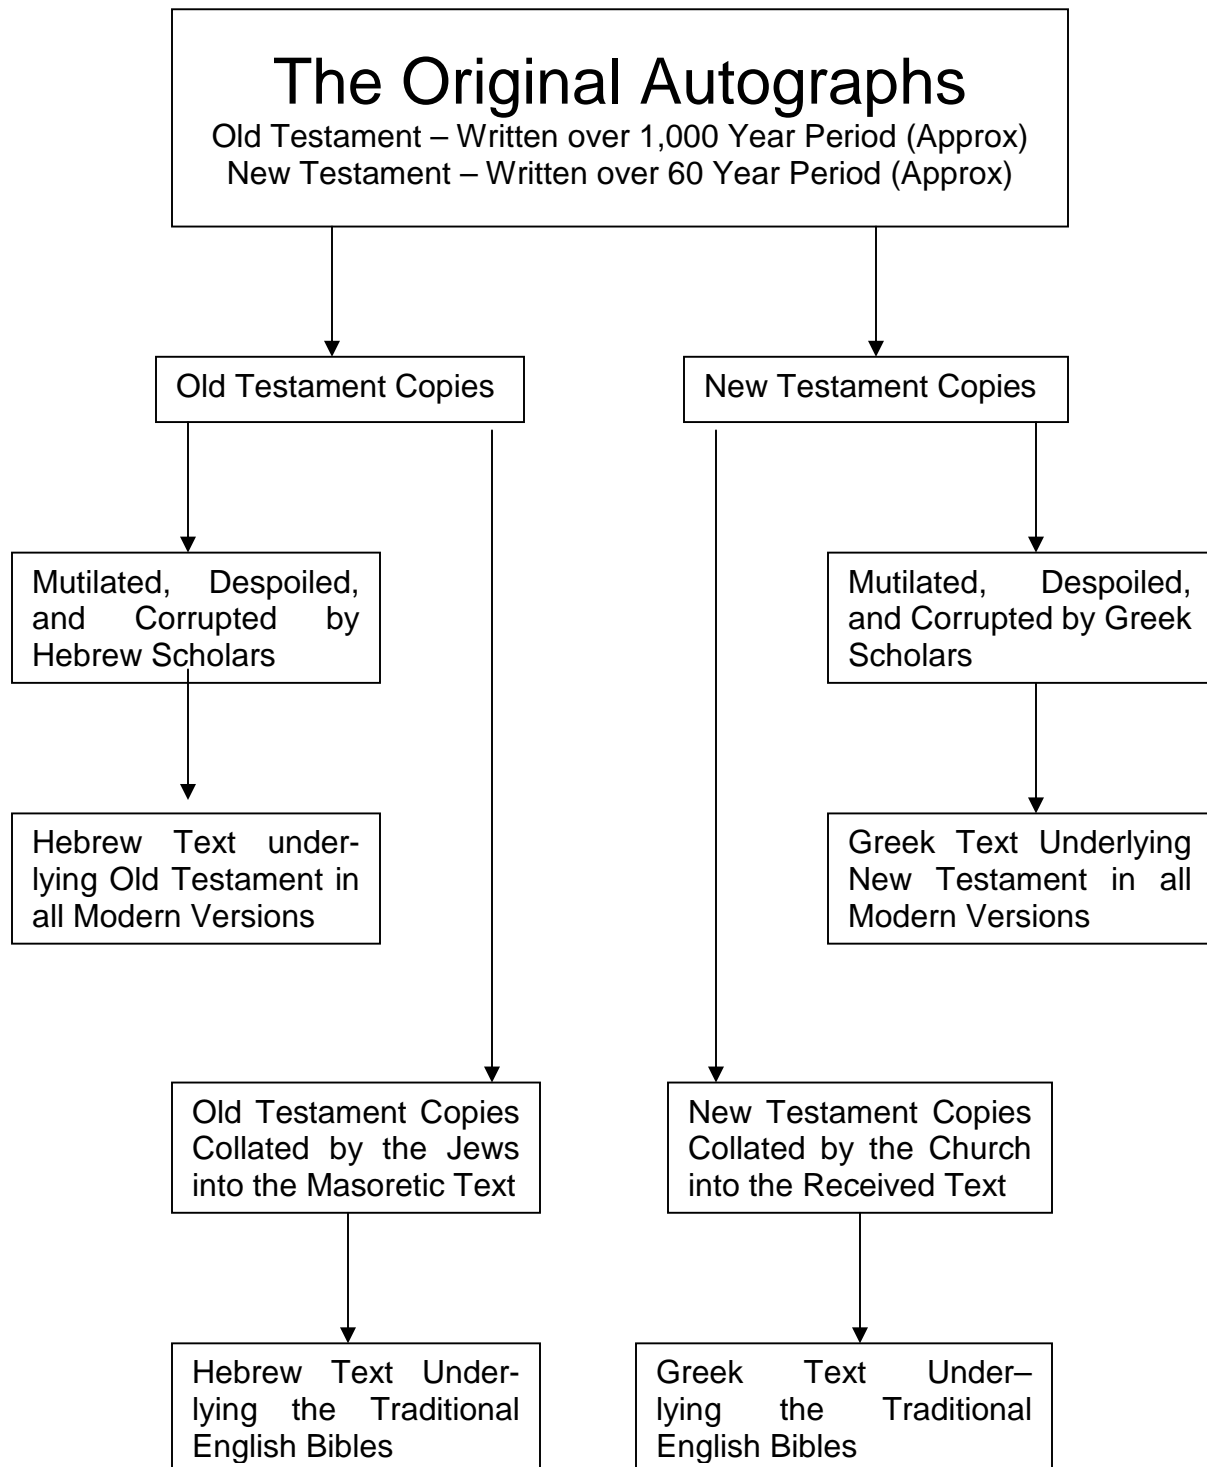 The Original Autographs
Old Testament – Written over 1,000 Year Period (Approx)
New Testament – Written over 60 Year Period (Approx)
Old Testament Copies
New Testament Copies
Mutilated, Despoiled,
and Corrupted by
Hebrew Scholars
Mutilated, Despoiled,
and Corrupted by Greek
Scholars
Hebrew Text under-
lying Old Testament in
all Modern Versions
Greek Text Underlying
New Testament in all
Modern Versions
Old Testament Copies
Collated by the Jews
into the Masoretic Text
New Testament Copies
Collated by the Church
into the Received Text
Hebrew Text Under-
lying the Traditional
English Bibles
Greek Text Under–
lying the Traditional
English Bibles